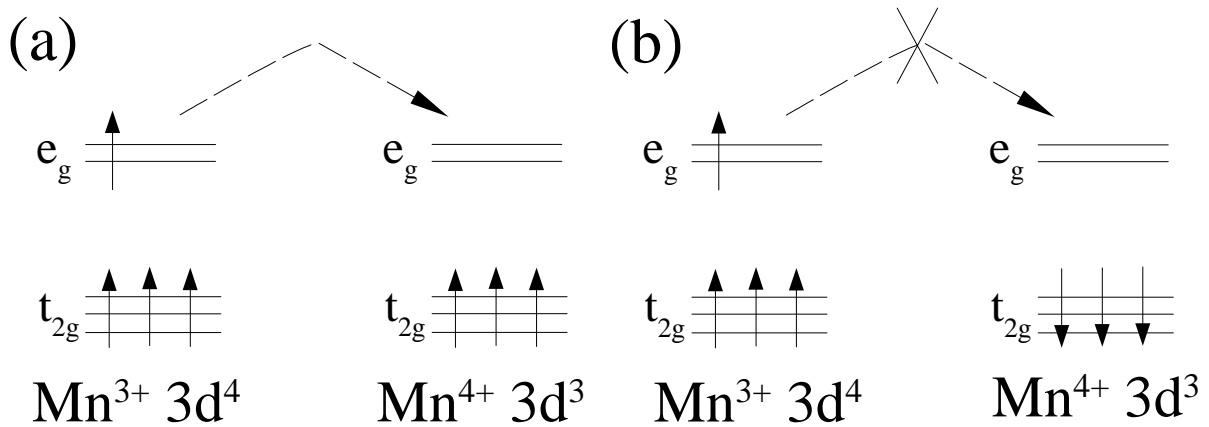 (a) (b)
e_g e_g e_g e_g
t_2g t_2g t_2g t_2g
Mn³⁺ 3d⁴ Mn⁴⁺ 3d³ Mn³⁺ 3d⁴ Mn⁴⁺ 3d³